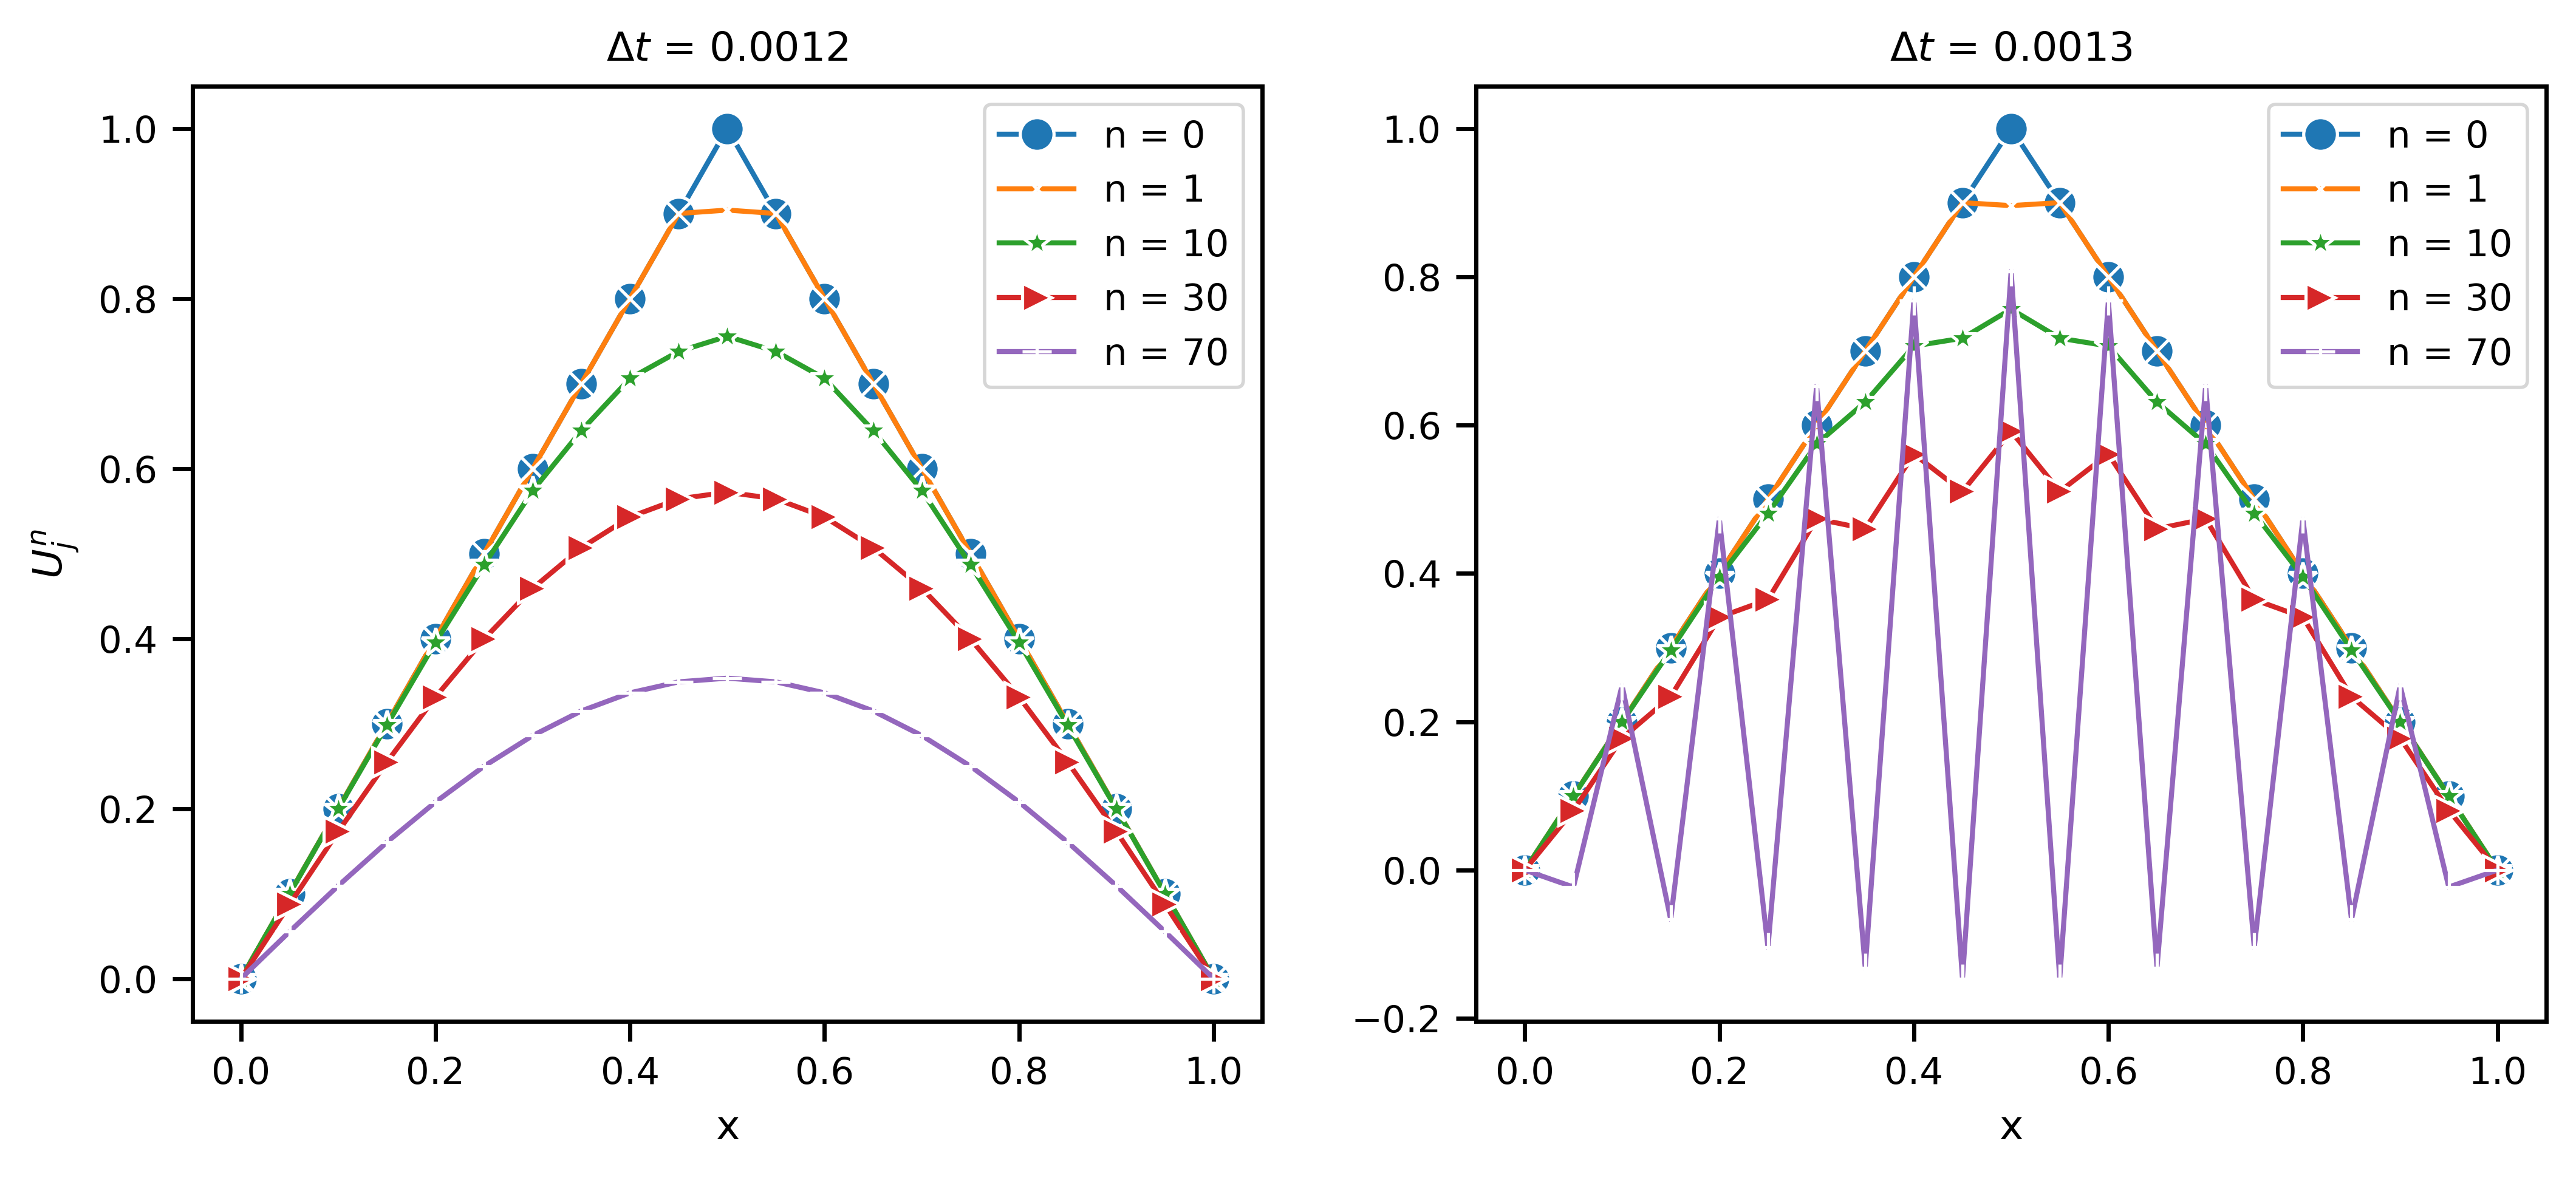 Δt = 0.0012
1.0
0.8
0.6
0.4
0.2
0.0
U_j^n
0.0 0.2 0.4 0.6 0.8 1.0
x
n = 0
n = 1
n = 10
n = 30
n = 70
Δt = 0.0013
1.0
0.8
0.6
0.4
0.2
0.0
−0.2
0.0 0.2 0.4 0.6 0.8 1.0
x
n = 0
n = 1
n = 10
n = 30
n = 70